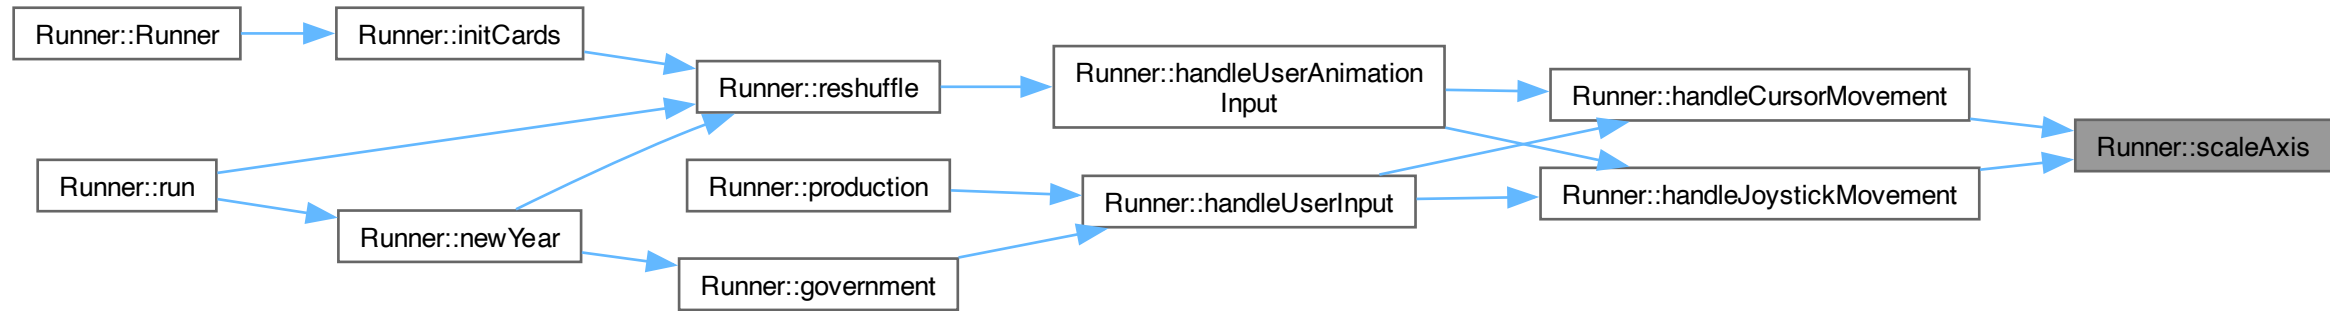 Runner::Runner
Runner::initCards
Runner::reshuffle
Runner::handleUserAnimation
Input
Runner::handleCursorMovement
Runner::scaleAxis
Runner::run
Runner::production
Runner::handleUserInput
Runner::handleJoystickMovement
Runner::newYear
Runner::government